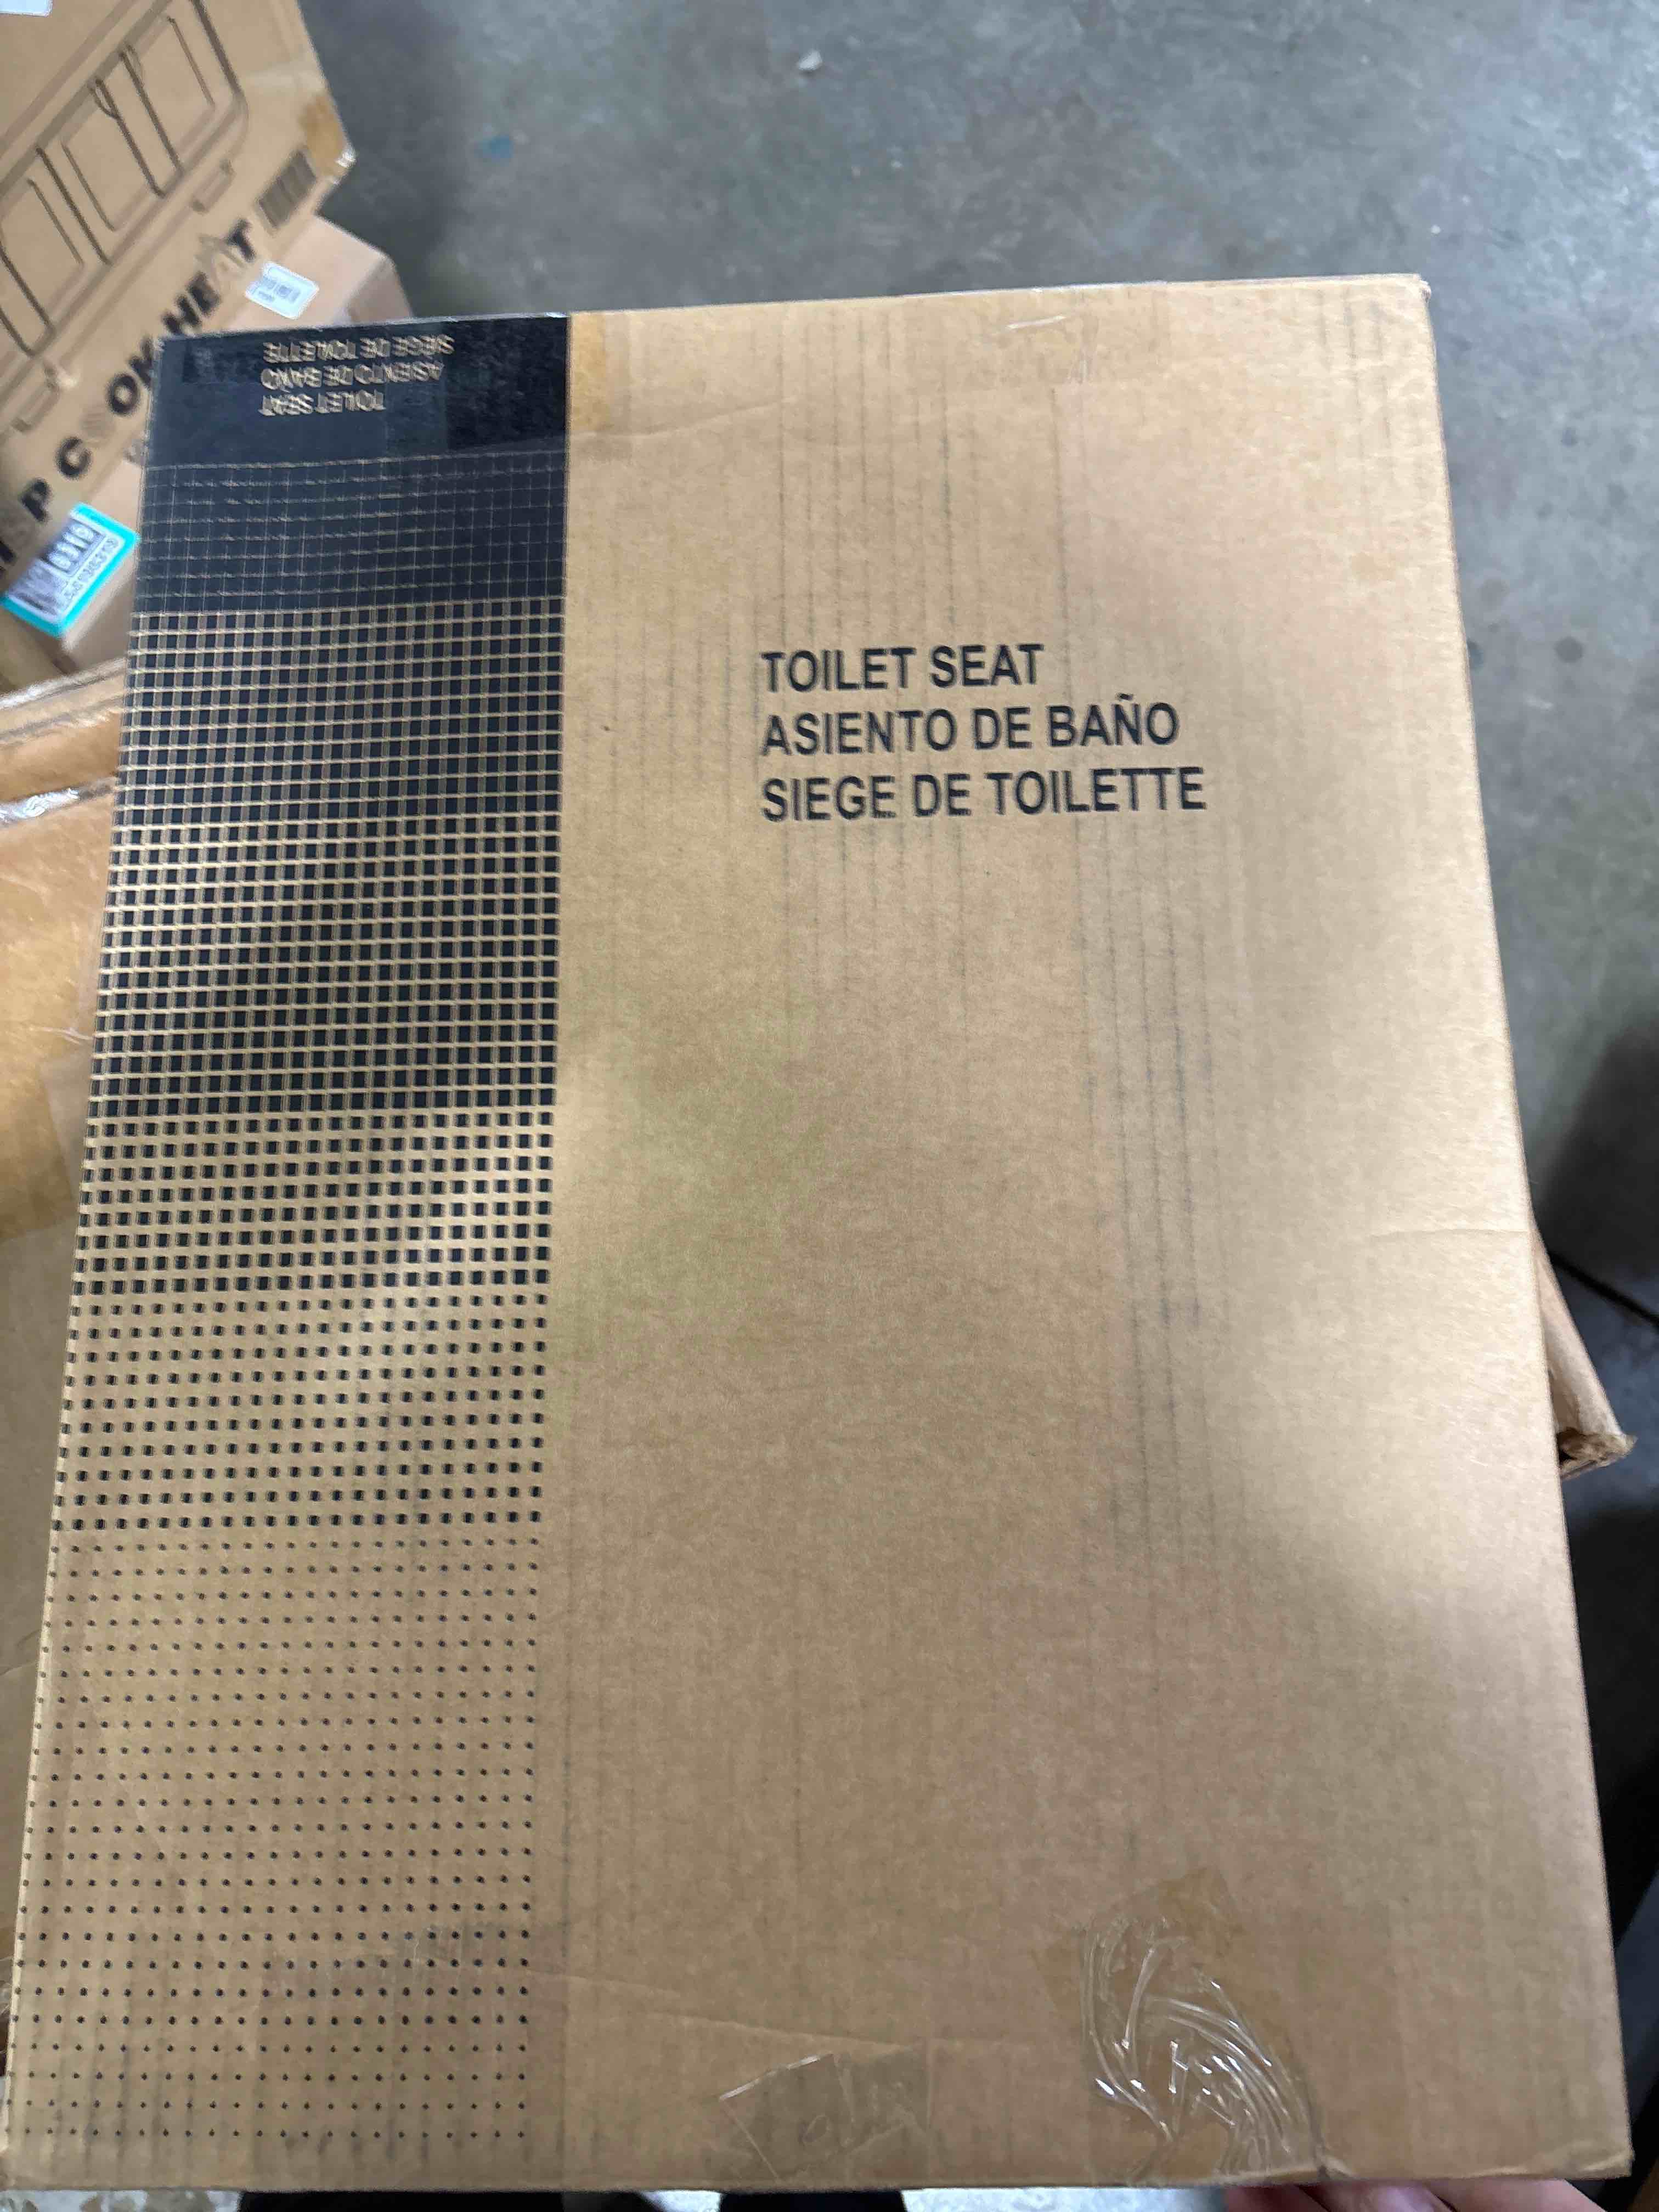 TOILET SEAT
ASIENTO DE BAÑO
SIEGE DE TOILETTE
TOILET SEAT
ASIENTO DE BAÑO
SIEGE DE TOILETTE